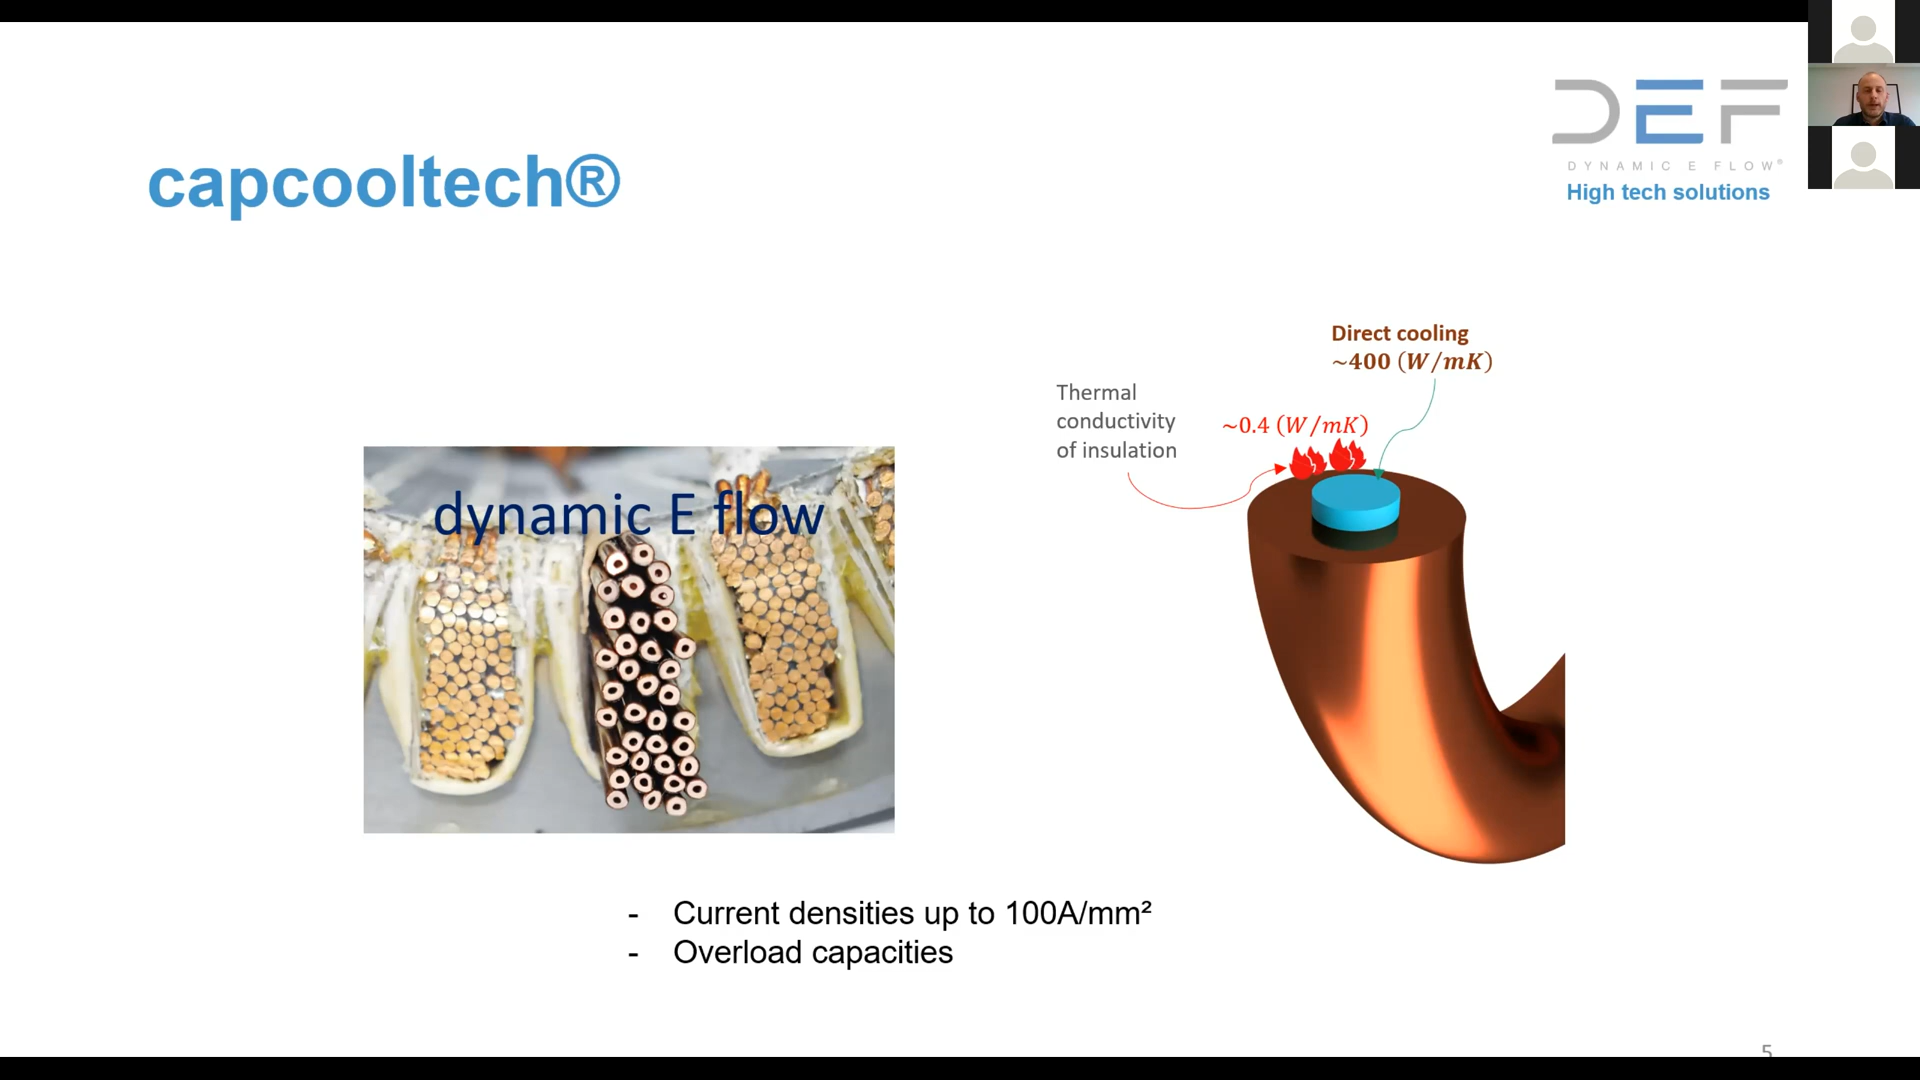 DEF
DYNAMIC E FLOW®
High tech solutions
capcooltech®
Direct cooling
~400 (W/mK)
Thermal
conductivity
of insulation
~0.4 (W/mK)
dynamic E flow
- Current densities up to 100A/mm²
- Overload capacities
5